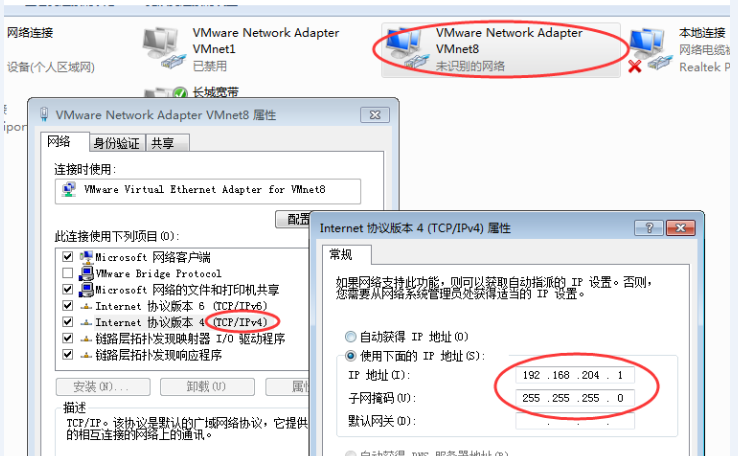 网络连接
设备(个人区域网)
VMware Network Adapter
VMnet1
已禁用
VMware Network Adapter
VMnet8
未识别的网络
本地连接
网络电缆被
Realtek P
长城宽带
VMware Network Adapter VMnet8 属性
网络
身份验证
共享
连接时使用:
VMware Virtual Ethernet Adapter for VMnet8
配置
此连接使用下列项目(O):
Microsoft 网络客户端
VMware Bridge Protocol
Microsoft 网络的文件和打印机共享
Internet 协议版本 6 (TCP/IPv6)
Internet 协议版本 4 (TCP/IPv4)
链路层拓扑发现映射器 I/O 驱动程序
链路层拓扑发现响应程序
安装(N)...
卸载(U)
属性
描述
TCP/IP。该协议是默认的广域网络协议，它提供
的相互连接的网络上的通讯。
Internet 协议版本 4 (TCP/IPv4) 属性
常规
如果网络支持此功能，则可以获取自动指派的 IP 设置。否则，
您需要从网络系统管理员处获得适当的 IP 设置。
自动获得 IP 地址(O)
使用下面的 IP 地址(S):
IP 地址(I):
192 .168 .204 . 1
子网掩码(U):
255 .255 .255 . 0
默认网关(D):
. . .